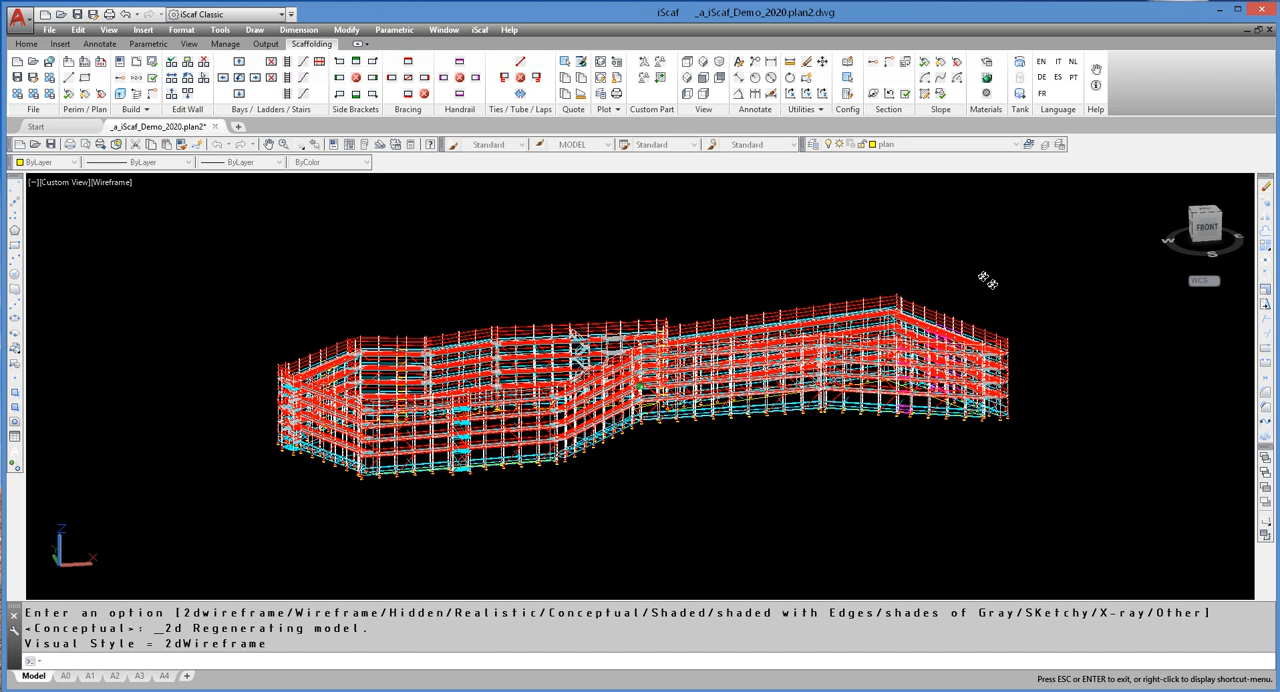 iScaf Classic
iScaf _a_iScaf_Demo_2020.plan2.dwg
File Edit View Insert Format Tools Draw Dimension Modify Parametric Window iScaf Help
Home Insert Annotate Parametric View Manage Output Scaffolding
EN IT NL
DE ES PT
FR
File Perim / Plan Build Edit Wall Bays / Ladders / Stairs Side Brackets Bracing Handrail Ties / Tube / Laps Quote Plot Custom Part View Annotate Utilities Config Section Slope Materials Tank Language Help
Start _a_iScaf_Demo_2020.plan2*
Standard MODEL Standard Standard plan
ByLayer ByLayer ByLayer ByColor
[−][Custom View][Wireframe]
FRONT
W S
WCS
Z
X
Enter an option [2dwireframe/Wireframe/Hidden/Realistic/Conceptual/Shaded/shaded with Edges/shades of Gray/SKetchy/X-ray/Other]
<Conceptual>: _2d Regenerating model.
Visual Style = 2dWireframe
Model A0 A1 A2 A3 A4
Press ESC or ENTER to exit, or right-click to display shortcut-menu.